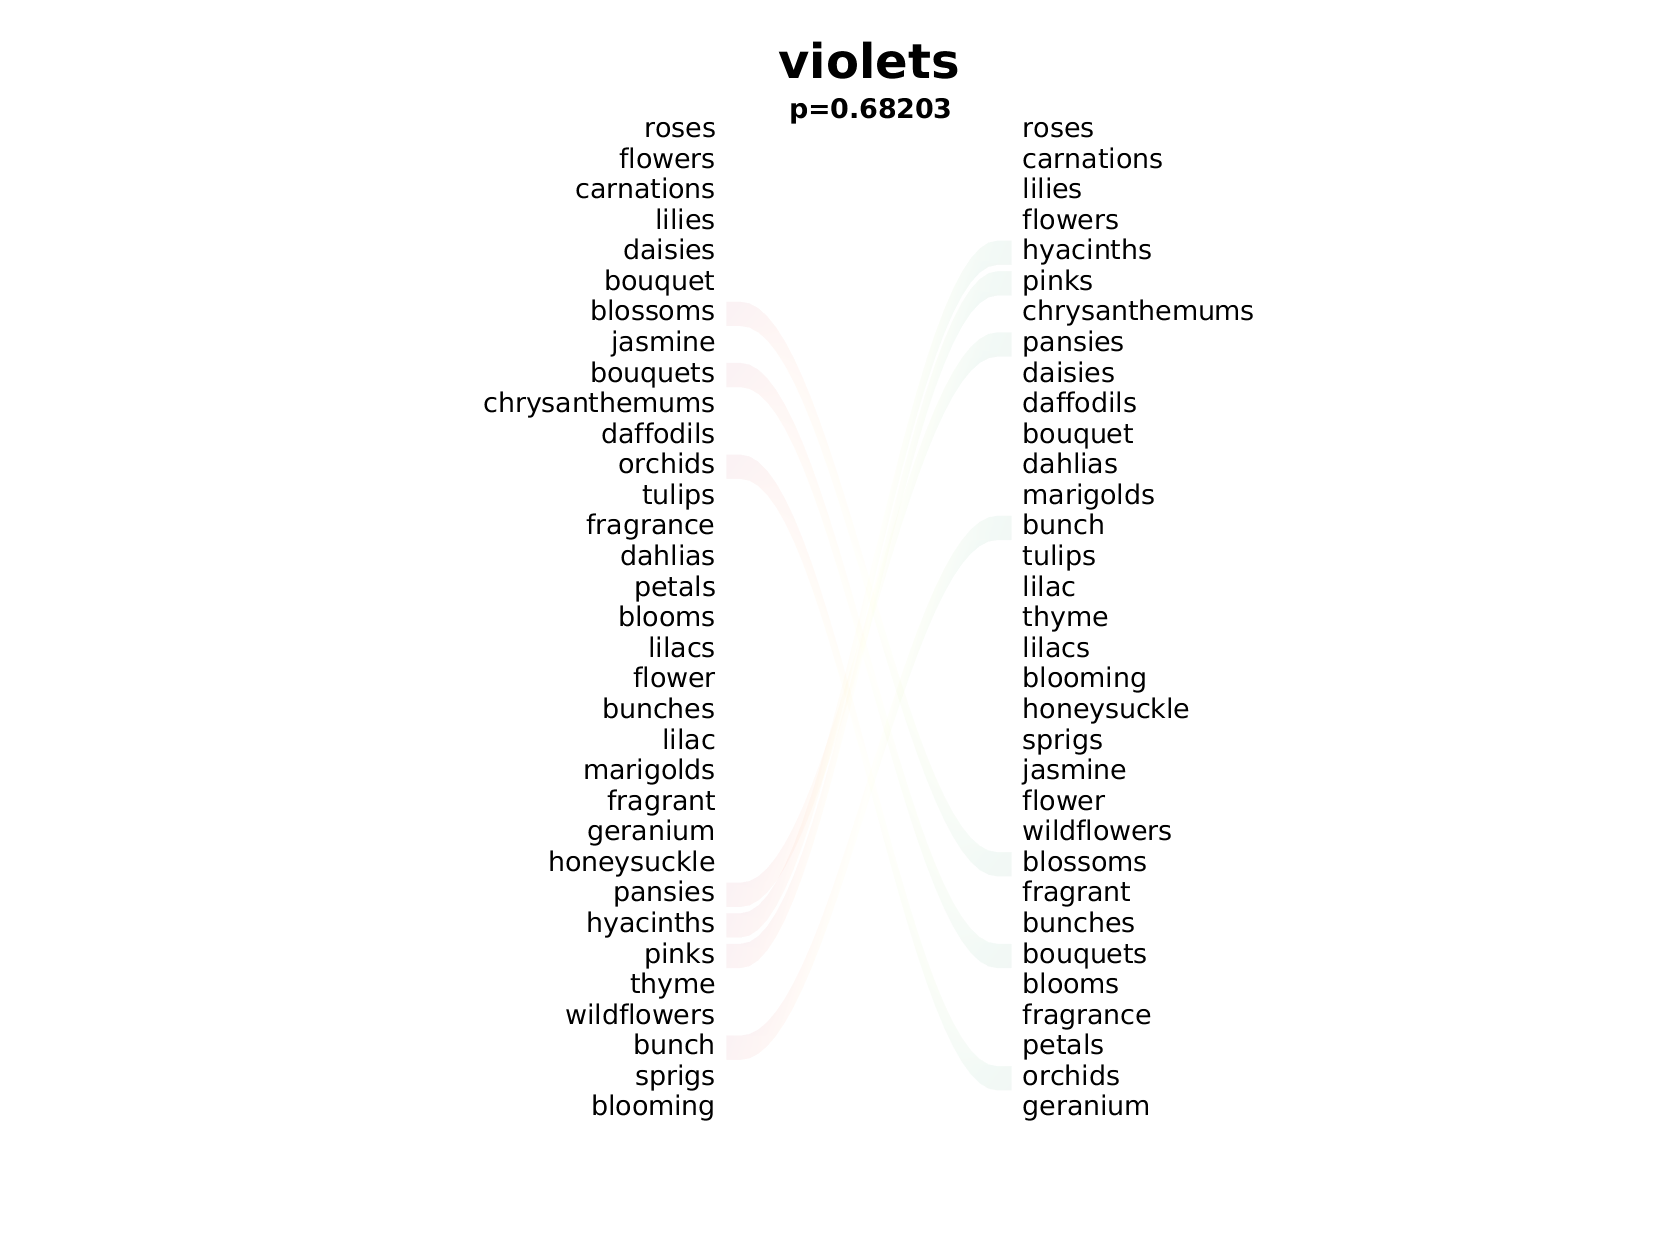 violets
p=0.68203
roses
flowers
carnations
lilies
daisies
bouquet
blossoms
jasmine
bouquets
chrysanthemums
daffodils
orchids
tulips
fragrance
dahlias
petals
blooms
lilacs
flower
bunches
lilac
marigolds
fragrant
geranium
honeysuckle
pansies
hyacinths
pinks
thyme
wildflowers
bunch
sprigs
blooming
roses
carnations
lilies
flowers
hyacinths
pinks
chrysanthemums
pansies
daisies
daffodils
bouquet
dahlias
marigolds
bunch
tulips
lilac
thyme
lilacs
blooming
honeysuckle
sprigs
jasmine
flower
wildflowers
blossoms
fragrant
bunches
bouquets
blooms
fragrance
petals
orchids
geranium